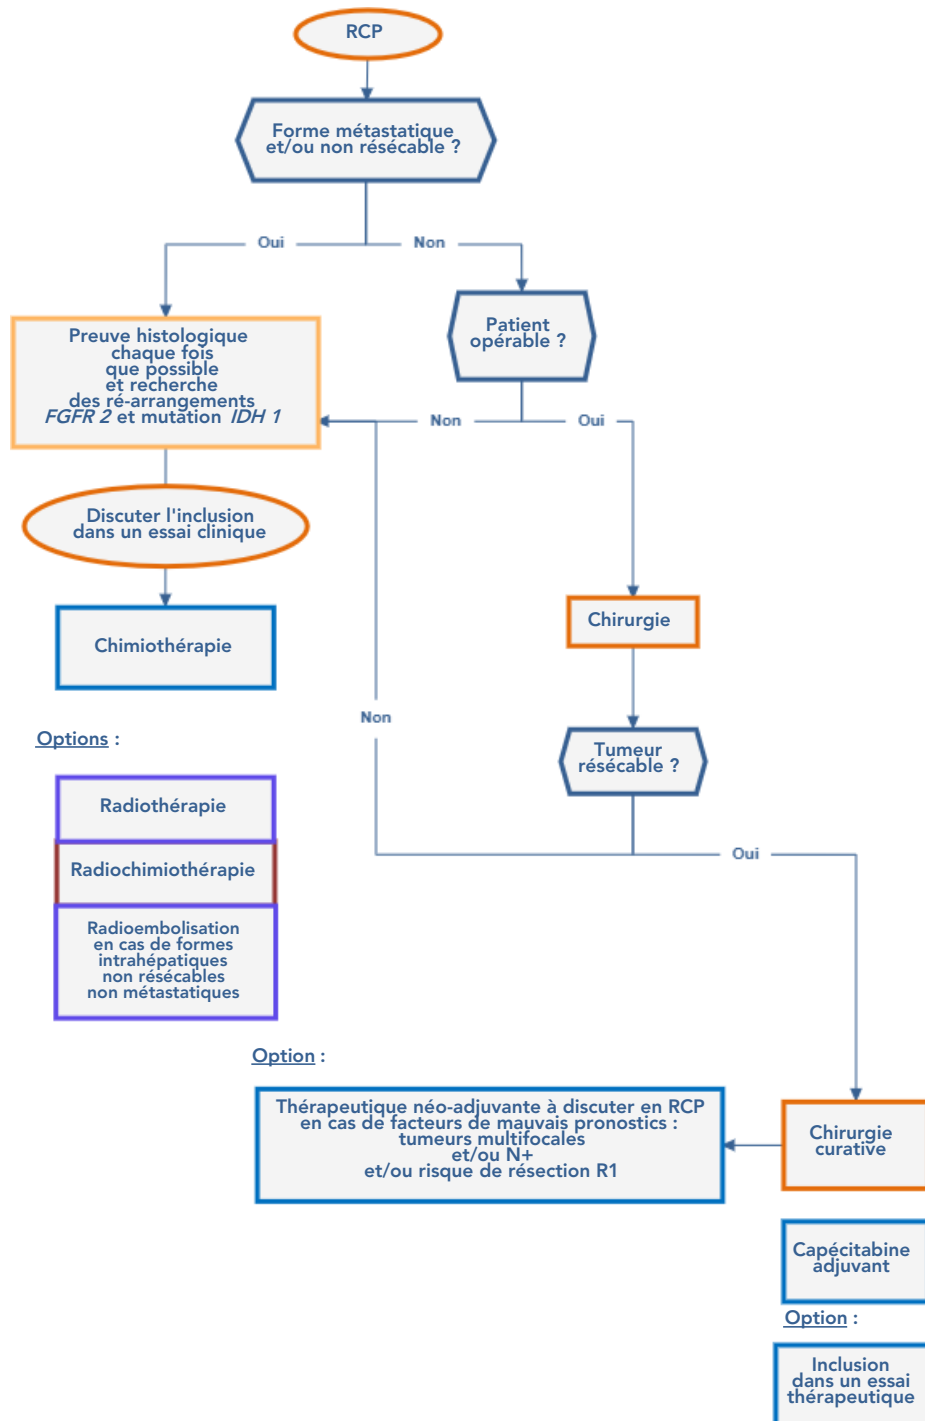 RCP
Forme métastatique
et/ou non résécable ?
Oui
Non
Preuve histologique
chaque fois
que possible
et recherche
des ré-arrangements
FGFR 2 et mutation IDH 1
Patient
opérable ?
Non
Oui
Discuter l'inclusion
dans un essai clinique
Chimiothérapie
Chirurgie
Non
Tumeur
résécable ?
Oui
Options :
Radiothérapie
Radiochimiothérapie
Radioembolisation
en cas de formes
intrahépatiques
non résécables
non métastatiques
Option :
Thérapeutique néo-adjuvante à discuter en RCP
en cas de facteurs de mauvais pronostics :
tumeurs multifocales
et/ou N+
et/ou risque de résection R1
Chirurgie
curative
Capécitabine
adjuvant
Option :
Inclusion
dans un essai
thérapeutique